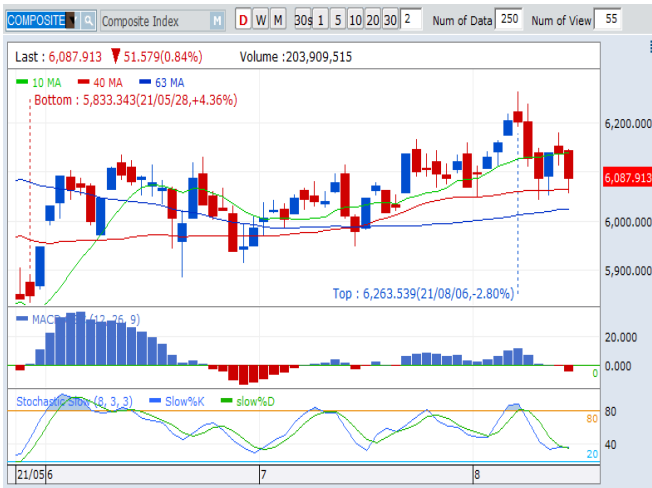 COMPOSITE Composite Index M D W M 30s 1 5 10 20 30 2 Num of Data 250 Num of View 55
Last : 6,087.913 ▼ 51.579(0.84%) Volume :203,909,515
10 MA 40 MA 63 MA
Bottom : 5,833.343(21/05/28,+4.36%)
6,200.000
6,087.913
6,000.000
5,900.000
Top : 6,263.539(21/08/06,-2.80%)
(12, 26, 9)
20.000
0.000
0
Stochastic Slow (8, 3, 3) Slow%K slow%D
80
80
40
20
21/05 6 7 8